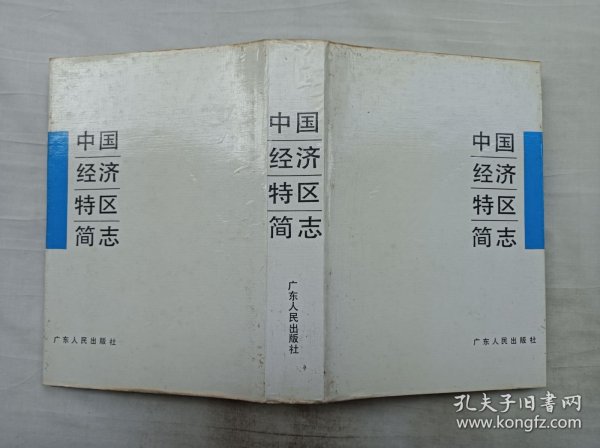 中国
经济
特区
简志
广东人民出版社
中国
经济
特区
简志
广东人民出版社
中国
经济
特区
简志
广东人民出版社
孔夫子旧书网
www.kongfz.com